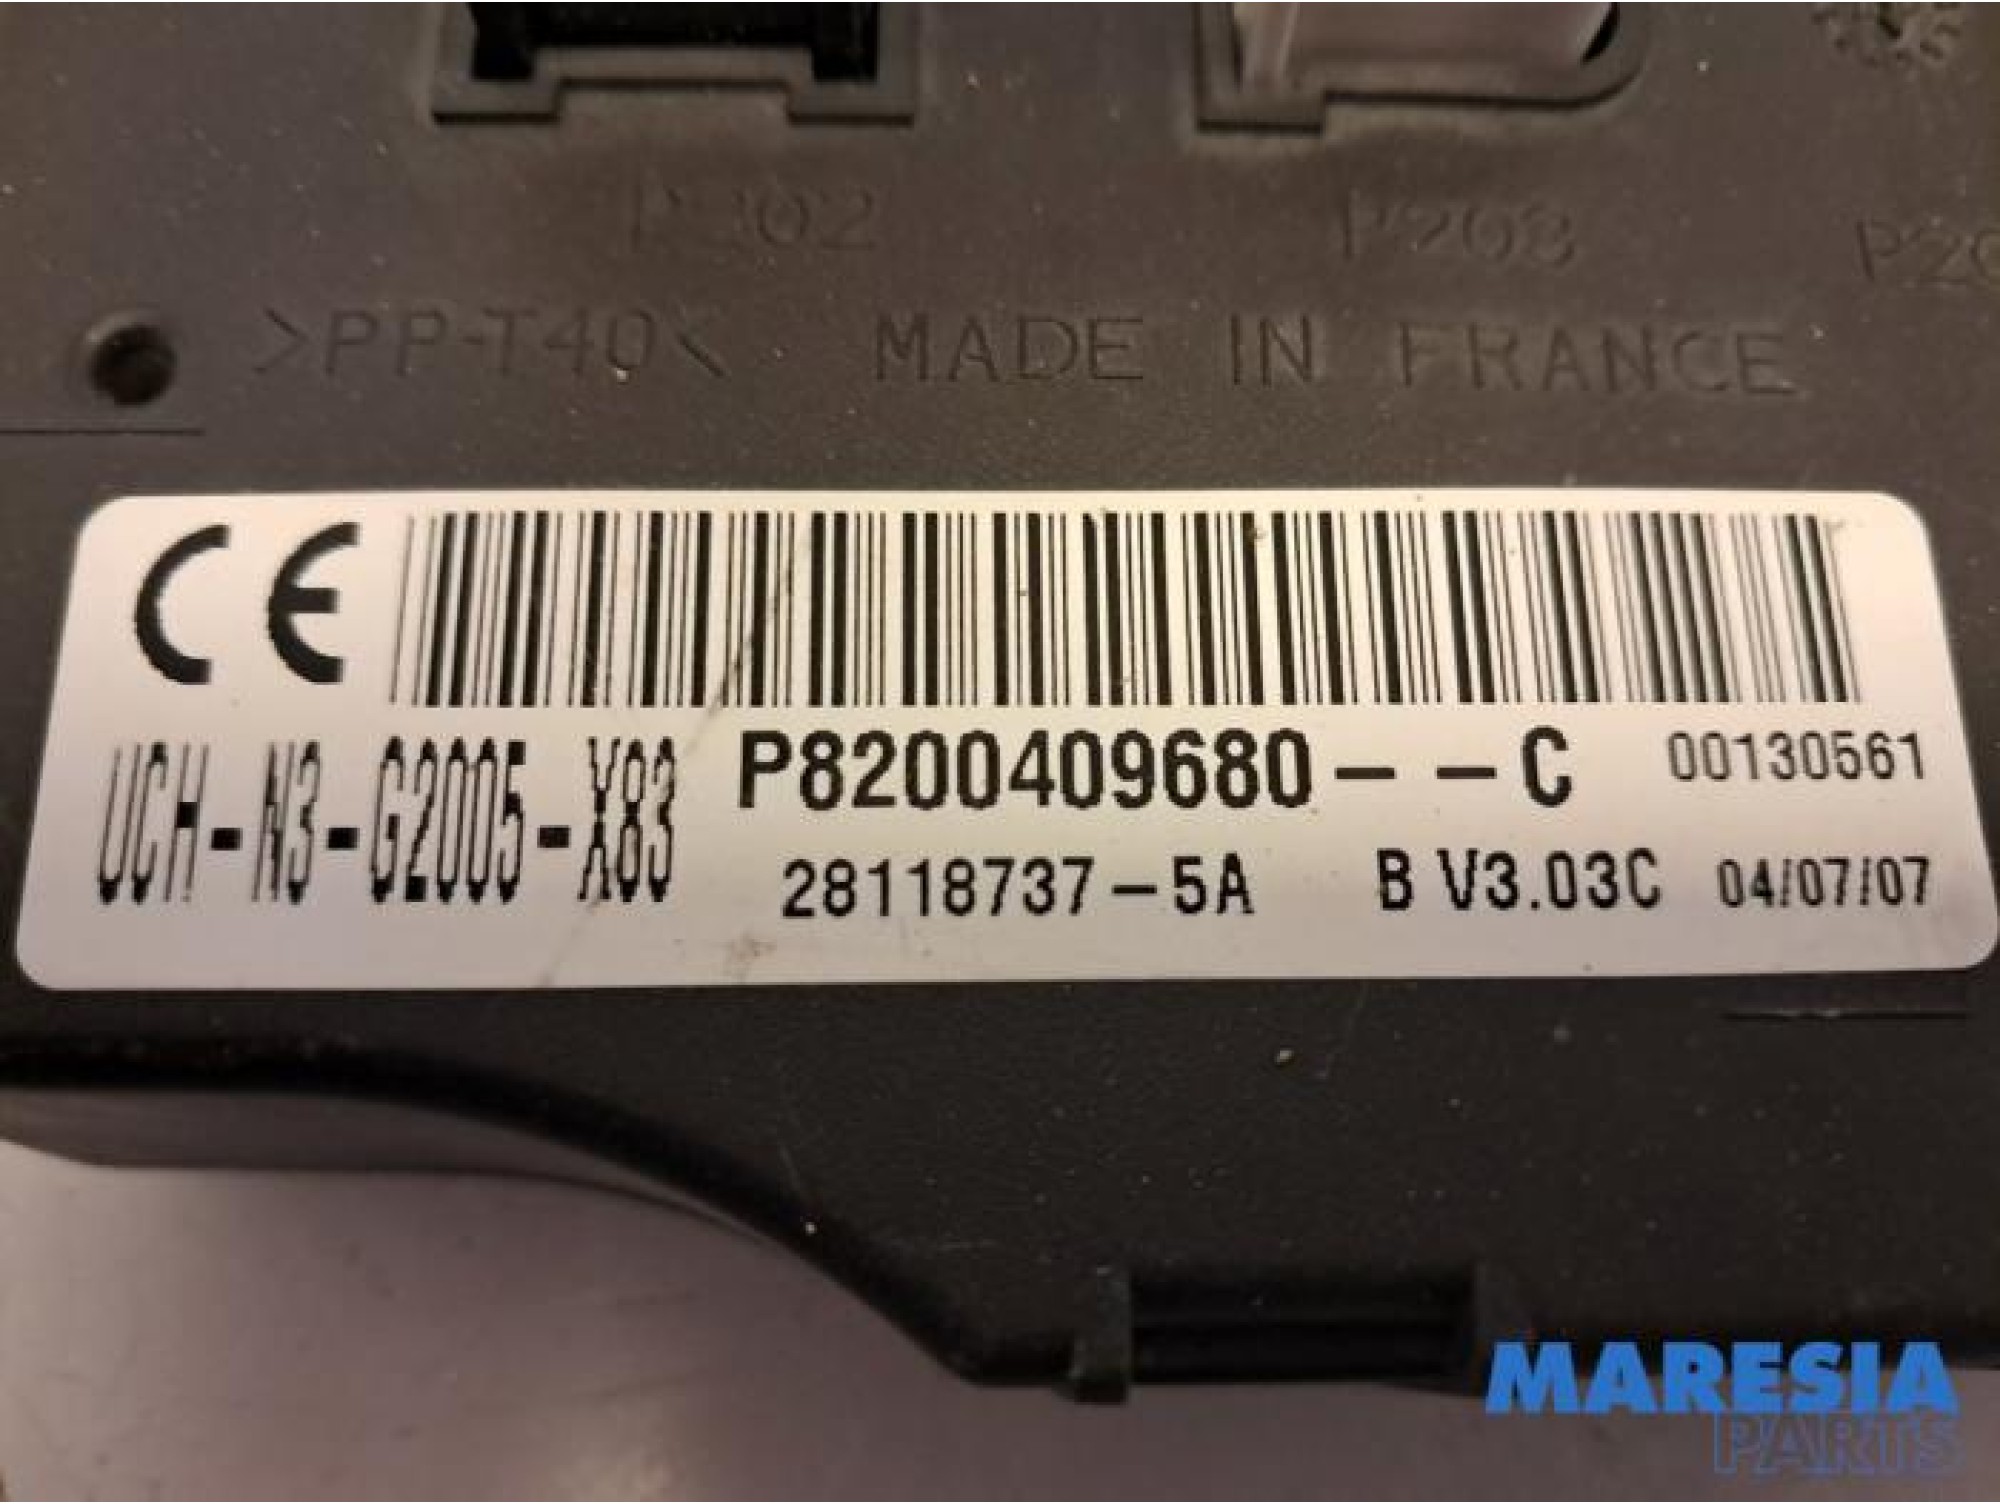 P202 P203 P20
>PP-T40< MADE IN FRANCE
CE
UCH-N3-G2005-X83 P8200409680--C 00130561
28118737-5A B V3.03C 04/07/07
MARESIA
PARTS